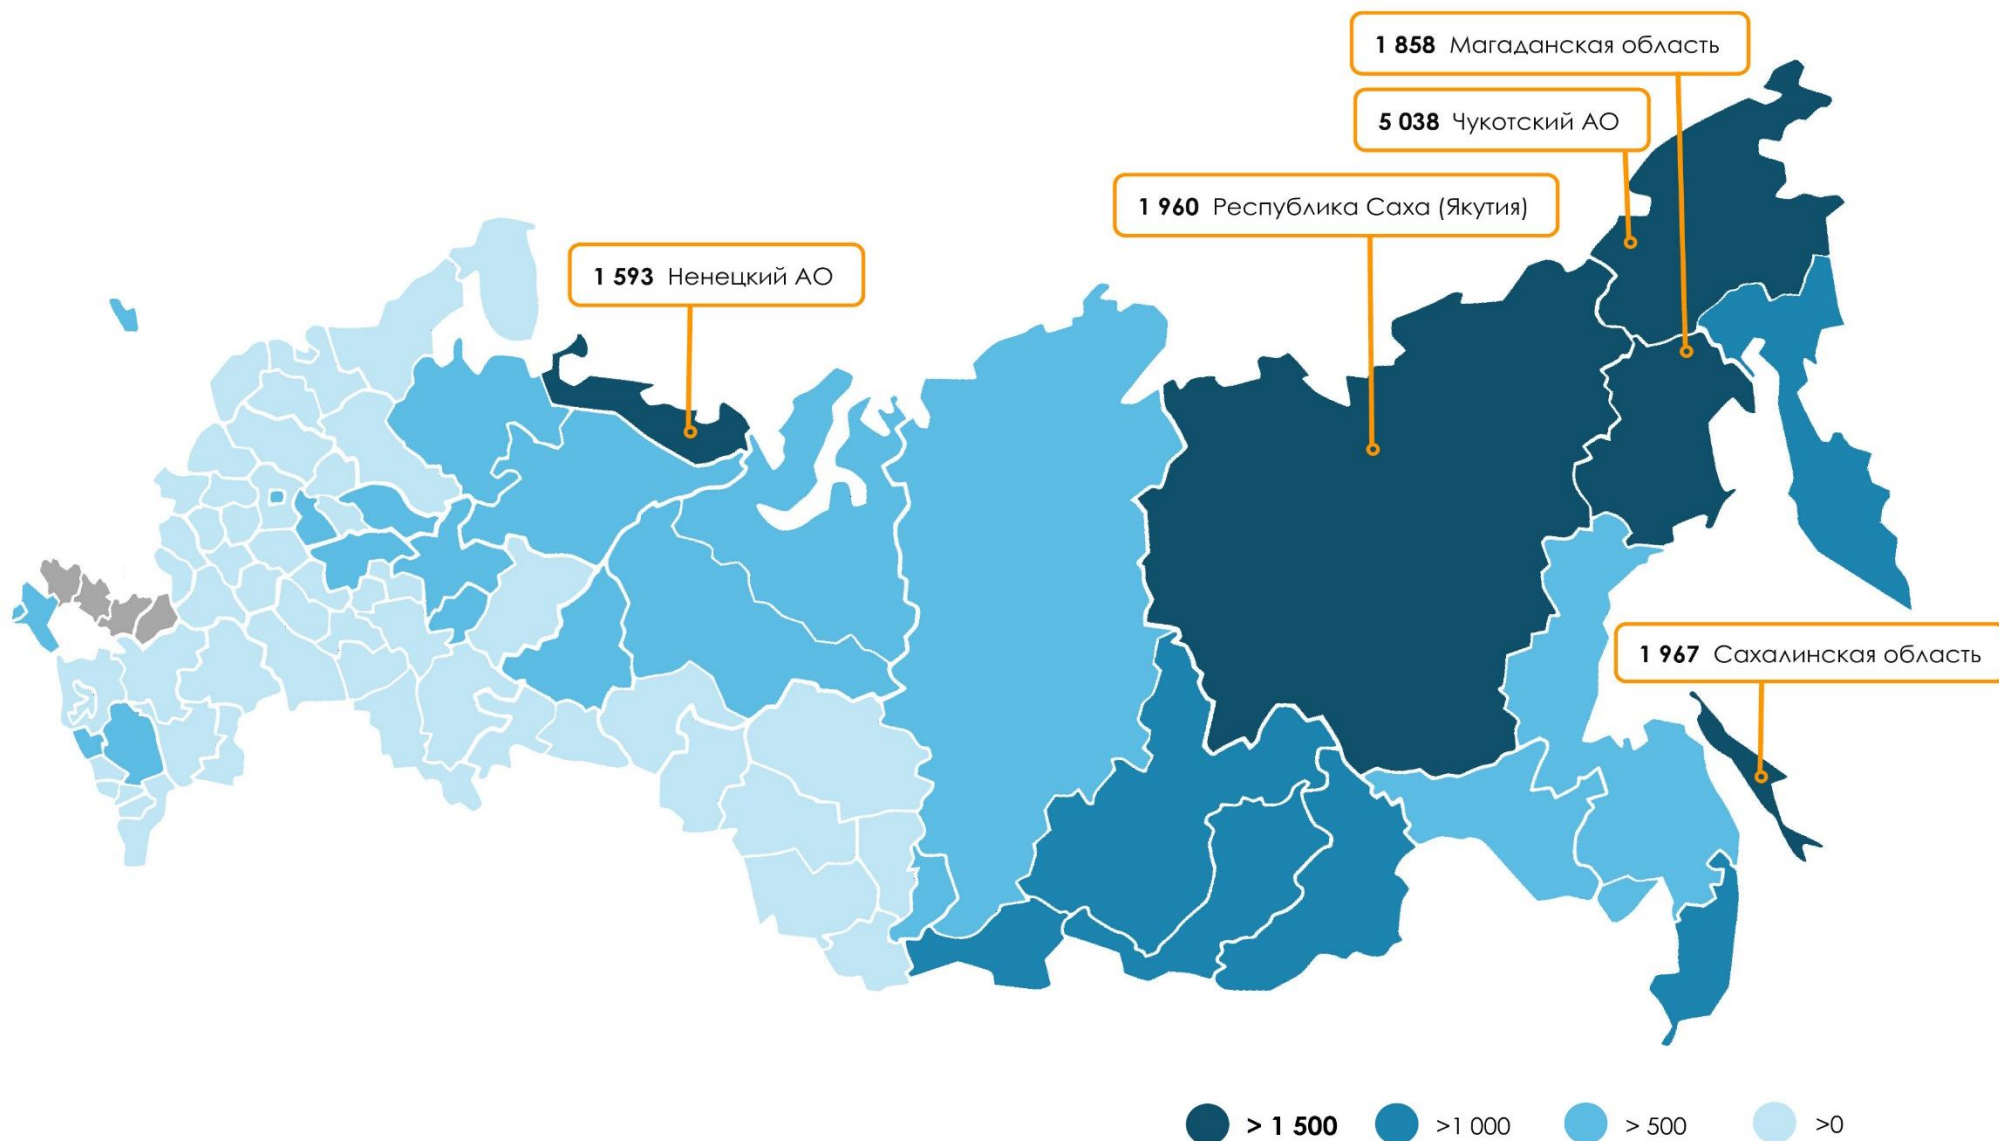 1 858 Магаданская область
5 038 Чукотский АО
1 960 Республика Саха (Якутия)
1 593 Ненецкий АО
1 967 Сахалинская область
> 1 500 >1 000 > 500 >0